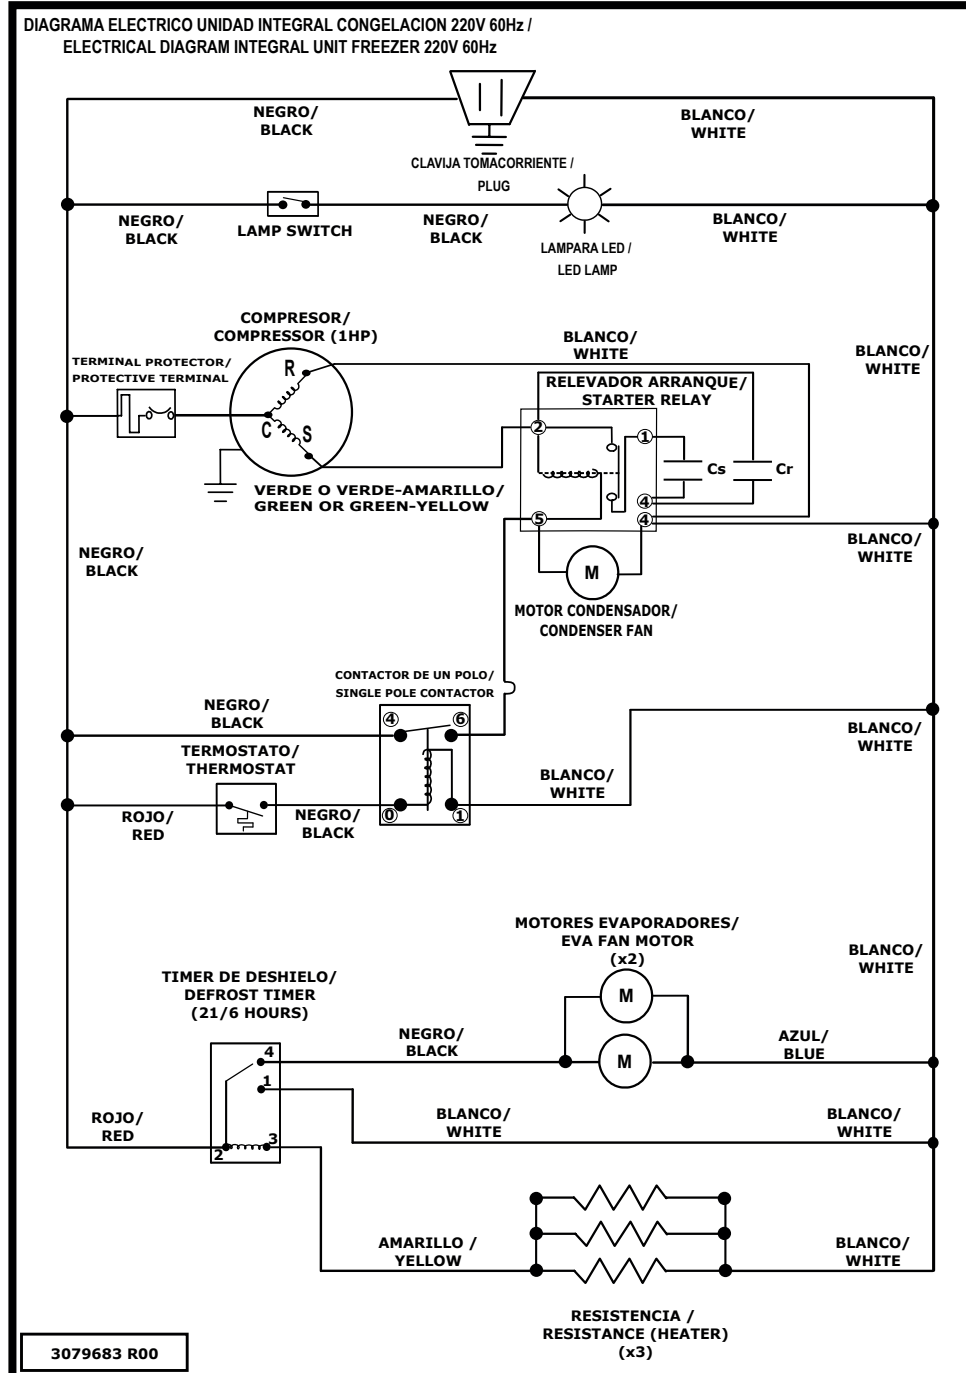 DIAGRAMA ELECTRICO UNIDAD INTEGRAL CONGELACION 220V 60Hz /
ELECTRICAL DIAGRAM INTEGRAL UNIT FREEZER 220V 60Hz
NEGRO/
BLACK
BLANCO/
WHITE
CLAVIJA TOMACORRIENTE /
PLUG
NEGRO/
BLACK
LAMP SWITCH
NEGRO/
BLACK
LAMPARA LED /
LED LAMP
BLANCO/
WHITE
COMPRESOR/
COMPRESSOR (1HP)
BLANCO/
WHITE
BLANCO/
WHITE
TERMINAL PROTECTOR/
PROTECTIVE TERMINAL
R
C
S
RELEVADOR ARRANQUE/
STARTER RELAY
2
1
Cs
Cr
4
5
4
VERDE O VERDE-AMARILLO/
GREEN OR GREEN-YELLOW
NEGRO/
BLACK
BLANCO/
WHITE
M
MOTOR CONDENSADOR/
CONDENSER FAN
CONTACTOR DE UN POLO/
SINGLE POLE CONTACTOR
NEGRO/
BLACK
4
6
BLANCO/
WHITE
TERMOSTATO/
THERMOSTAT
BLANCO/
WHITE
ROJO/
RED
NEGRO/
BLACK
0
1
MOTORES EVAPORADORES/
EVA FAN MOTOR
(x2)
BLANCO/
WHITE
TIMER DE DESHIELO/
DEFROST TIMER
(21/6 HOURS)
M
NEGRO/
BLACK
AZUL/
BLUE
4
M
1
ROJO/
RED
BLANCO/
WHITE
BLANCO/
WHITE
3
2
AMARILLO /
YELLOW
BLANCO/
WHITE
RESISTENCIA /
RESISTANCE (HEATER)
(x3)
3079683 R00